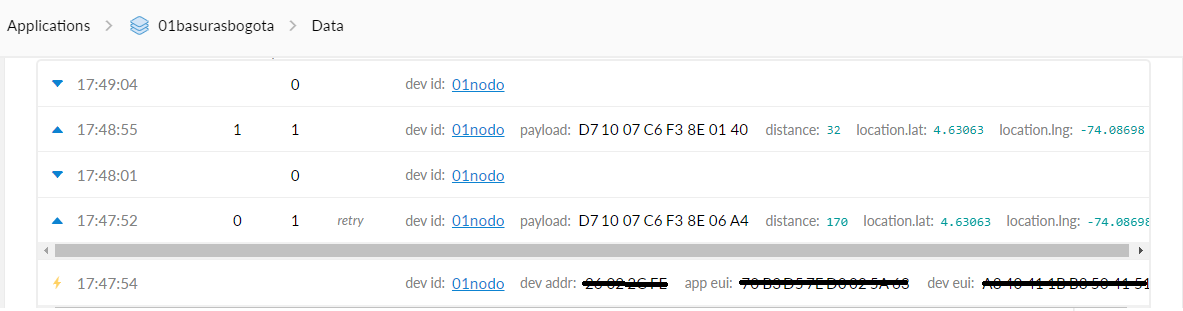 Applications > 01basurasbogota > Data
17:49:04 0 dev id: 01nodo
17:48:55 1 1 dev id: 01nodo payload: D7 10 07 C6 F3 8E 01 40 distance: 32 location.lat: 4.63063 location.lng: -74.08698
17:48:01 0 dev id: 01nodo
17:47:52 0 1 retry dev id: 01nodo payload: D7 10 07 C6 F3 8E 06 A4 distance: 170 location.lat: 4.63063 location.lng: -74.08698
17:47:54 dev id: 01nodo dev addr: app eui: dev eui: